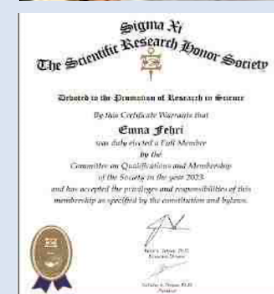 Sigma Xi
The Scientific Research Honor Society
Devoted to the Promotion of Research in Science
By this Certificate Warrants that
Emna Fehri
was duly elected a Full Member
by the
Committee on Qualifications and Membership
of the Society in the year 2023
and has accepted the privileges and responsibilities of this
membership as specified by the constitution and bylaws.